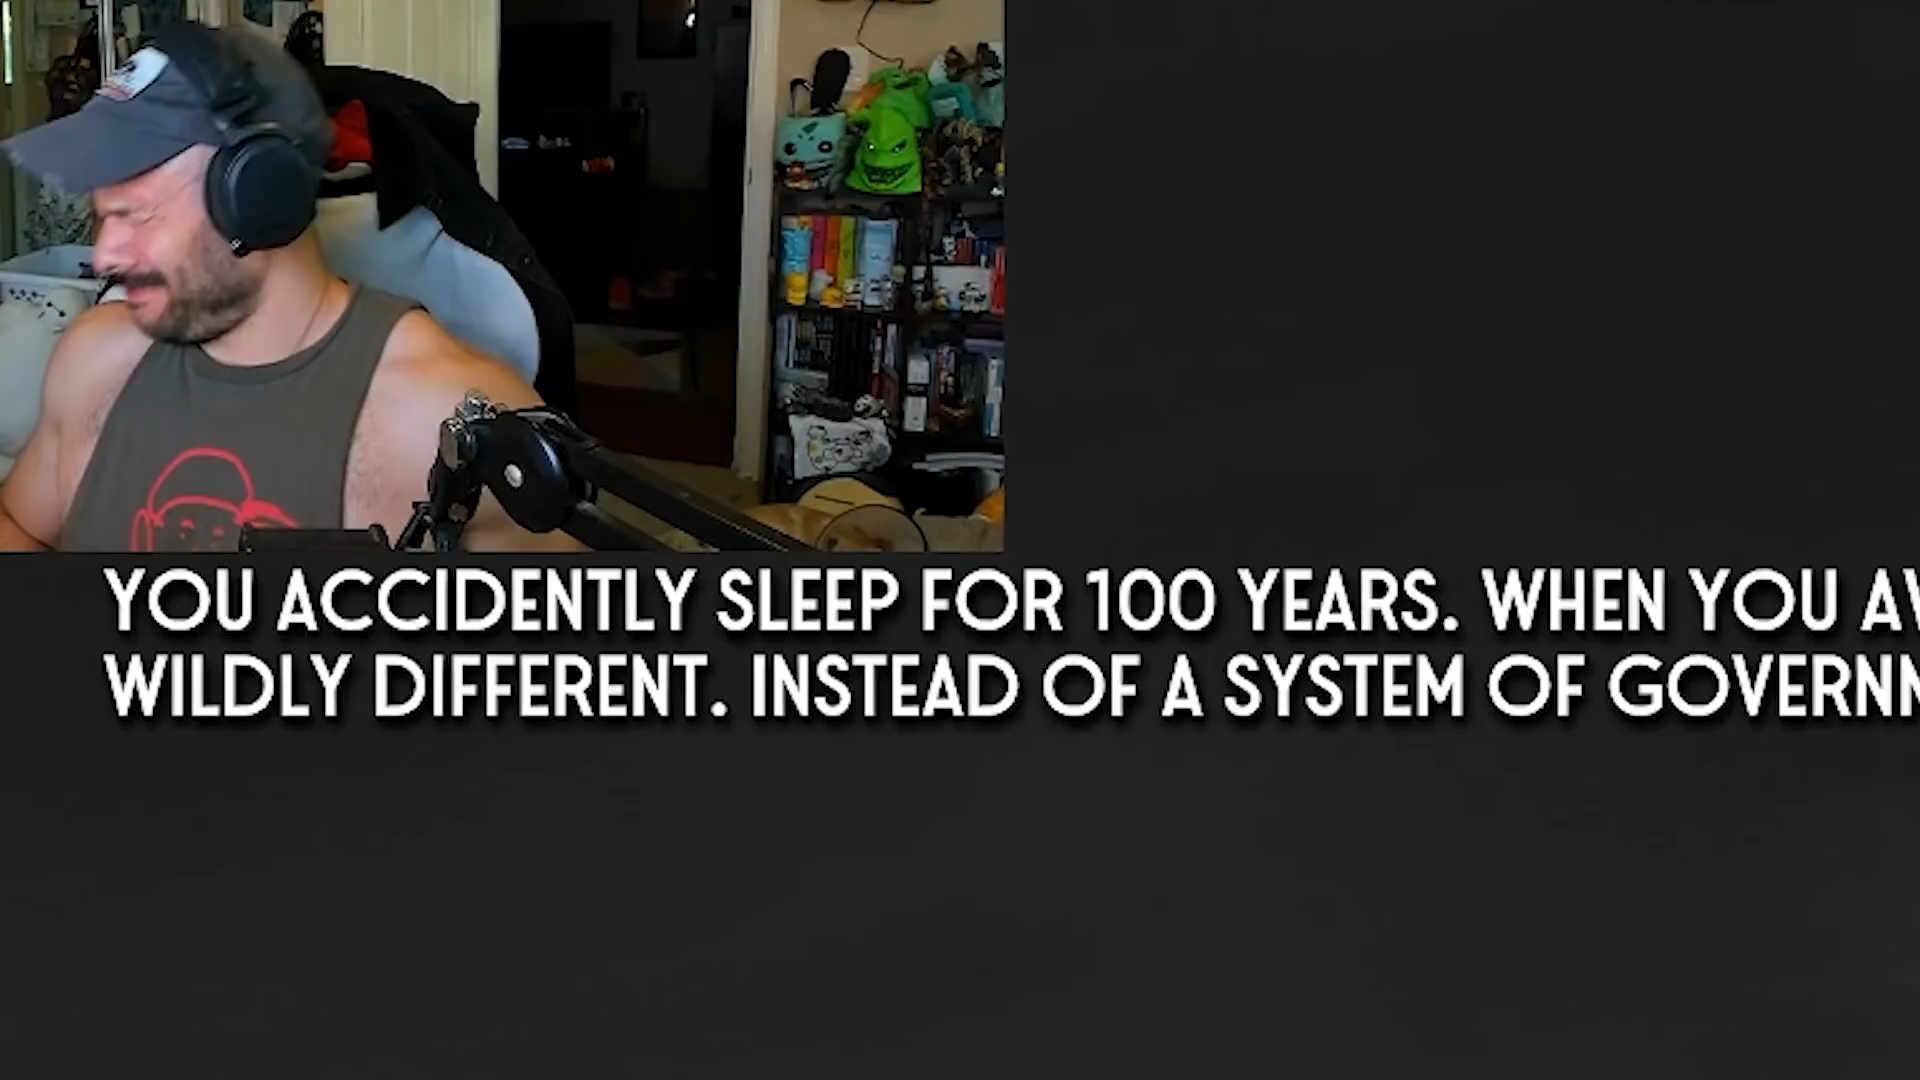 YOU ACCIDENTLY SLEEP FOR 100 YEARS. WHEN YOU
WILDLY DIFFERENT. INSTEAD OF A SYSTEM OF